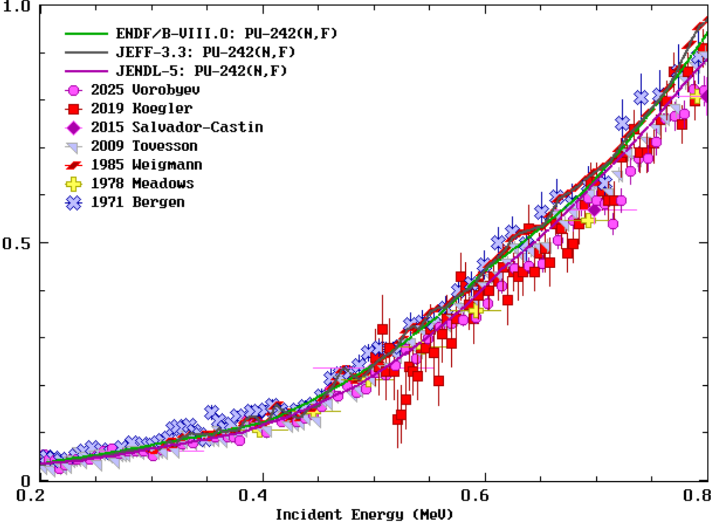 1.0
ENDF/B-VIII.0: PU-242(N,F)
JEFF-3.3: PU-242(N,F)
JENDL-5: PU-242(N,F)
2025 Vorobyev
2019 Koegler
2015 Salvador-Castin
2009 Tovesson
1985 Weigmann
1978 Meadows
1971 Bergen
0.5
0
0.2 0.4 0.6 0.8
Incident Energy (MeV)